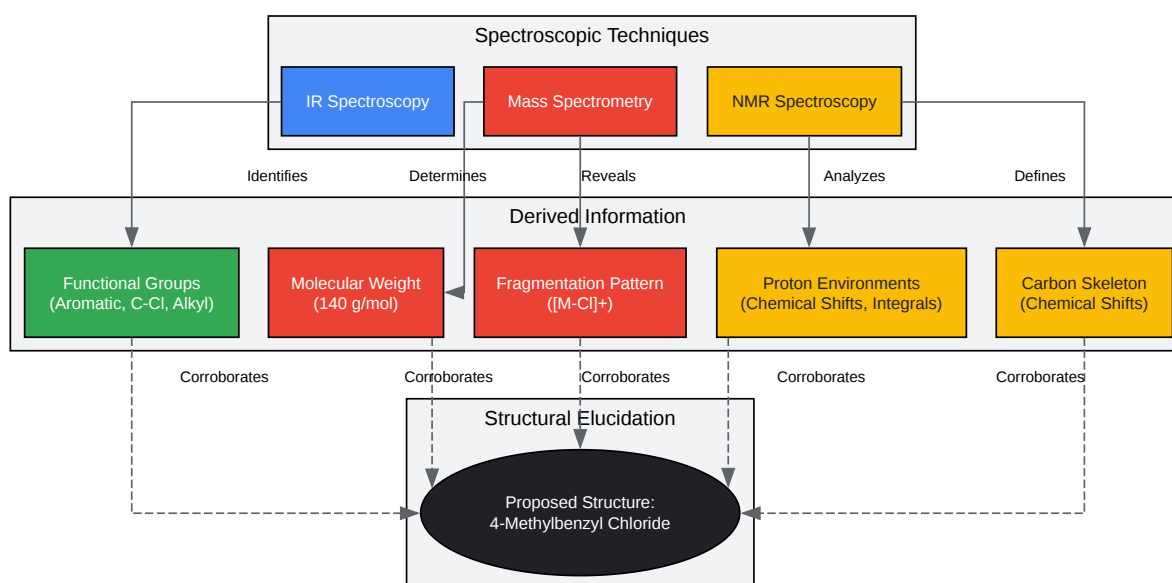 Spectroscopic Techniques
IR Spectroscopy
Mass Spectrometry
NMR Spectroscopy
Identifies
Determines
Reveals
Analyzes
Defines
Derived Information
Functional Groups
(Aromatic, C-Cl, Alkyl)
Molecular Weight
(140 g/mol)
Fragmentation Pattern
([M-Cl]+)
Proton Environments
(Chemical Shifts, Integrals)
Carbon Skeleton
(Chemical Shifts)
Corroborates
Corroborates
Corroborates
Corroborates
Corroborates
Structural Elucidation
Proposed Structure:
4-Methylbenzyl Chloride